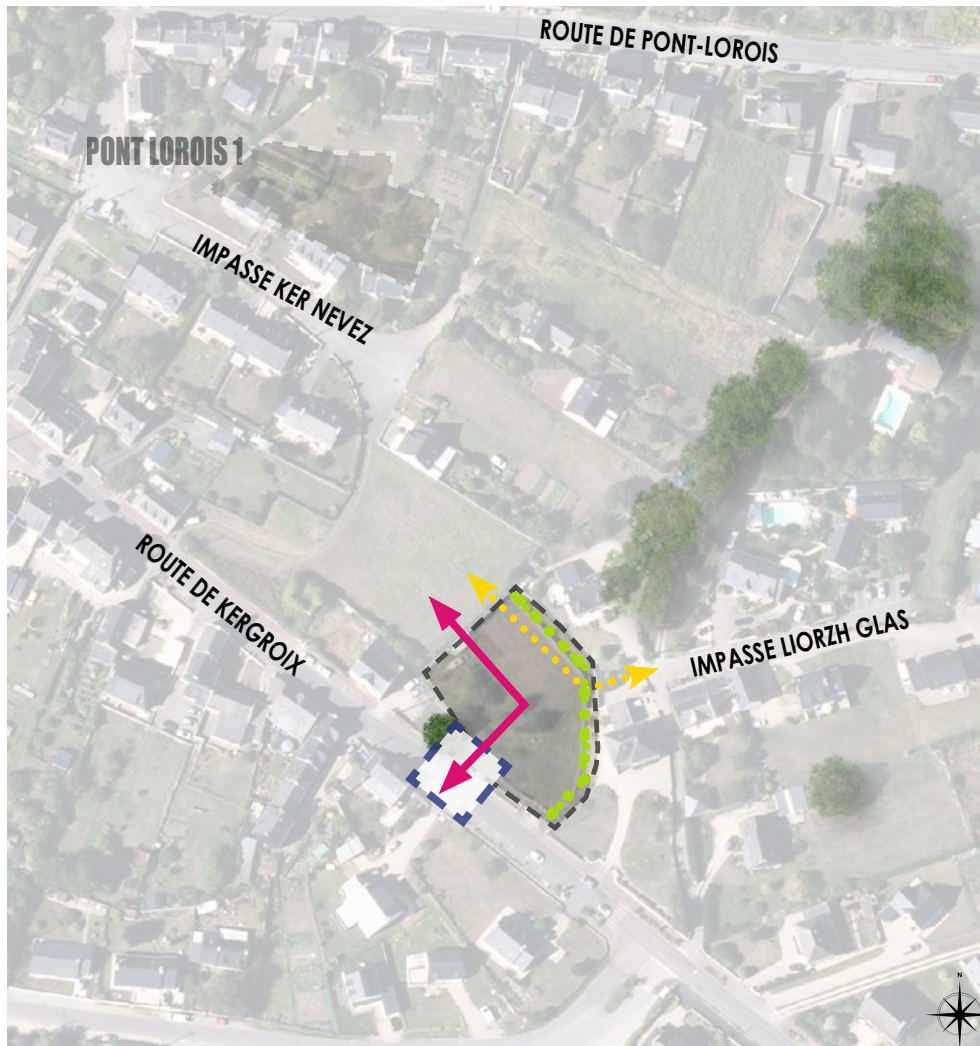 ROUTE DE PONT-LOROIS
PONT LOROIS 1
IMPASSE KER NEVEZ
ROUTE DE KERGROIX
IMPASSE LIORZH GLAS
N